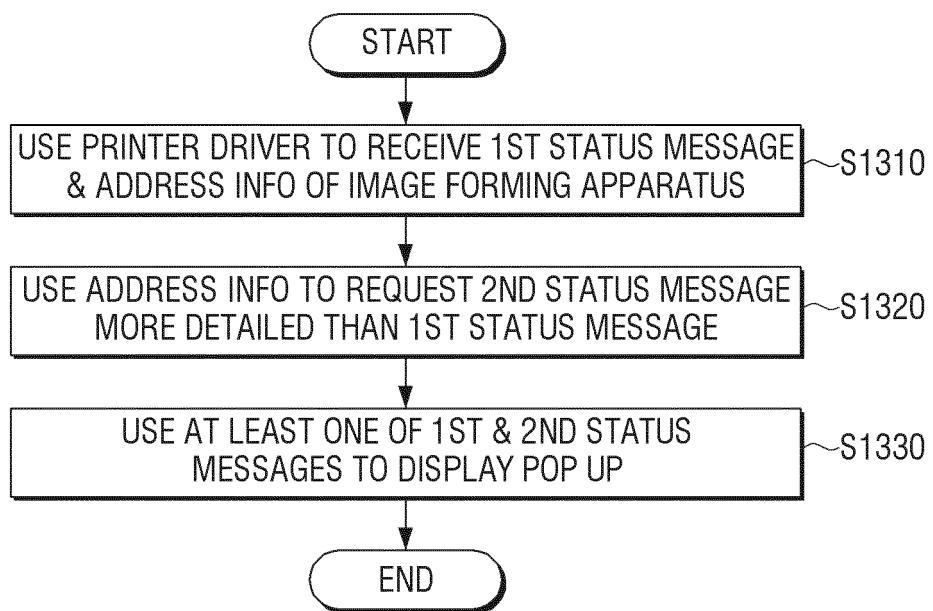 START
USE PRINTER DRIVER TO RECEIVE 1ST STATUS MESSAGE
& ADDRESS INFO OF IMAGE FORMING APPARATUS
S1310
USE ADDRESS INFO TO REQUEST 2ND STATUS MESSAGE
MORE DETAILED THAN 1ST STATUS MESSAGE
S1320
USE AT LEAST ONE OF 1ST & 2ND STATUS
MESSAGES TO DISPLAY POP UP
S1330
END